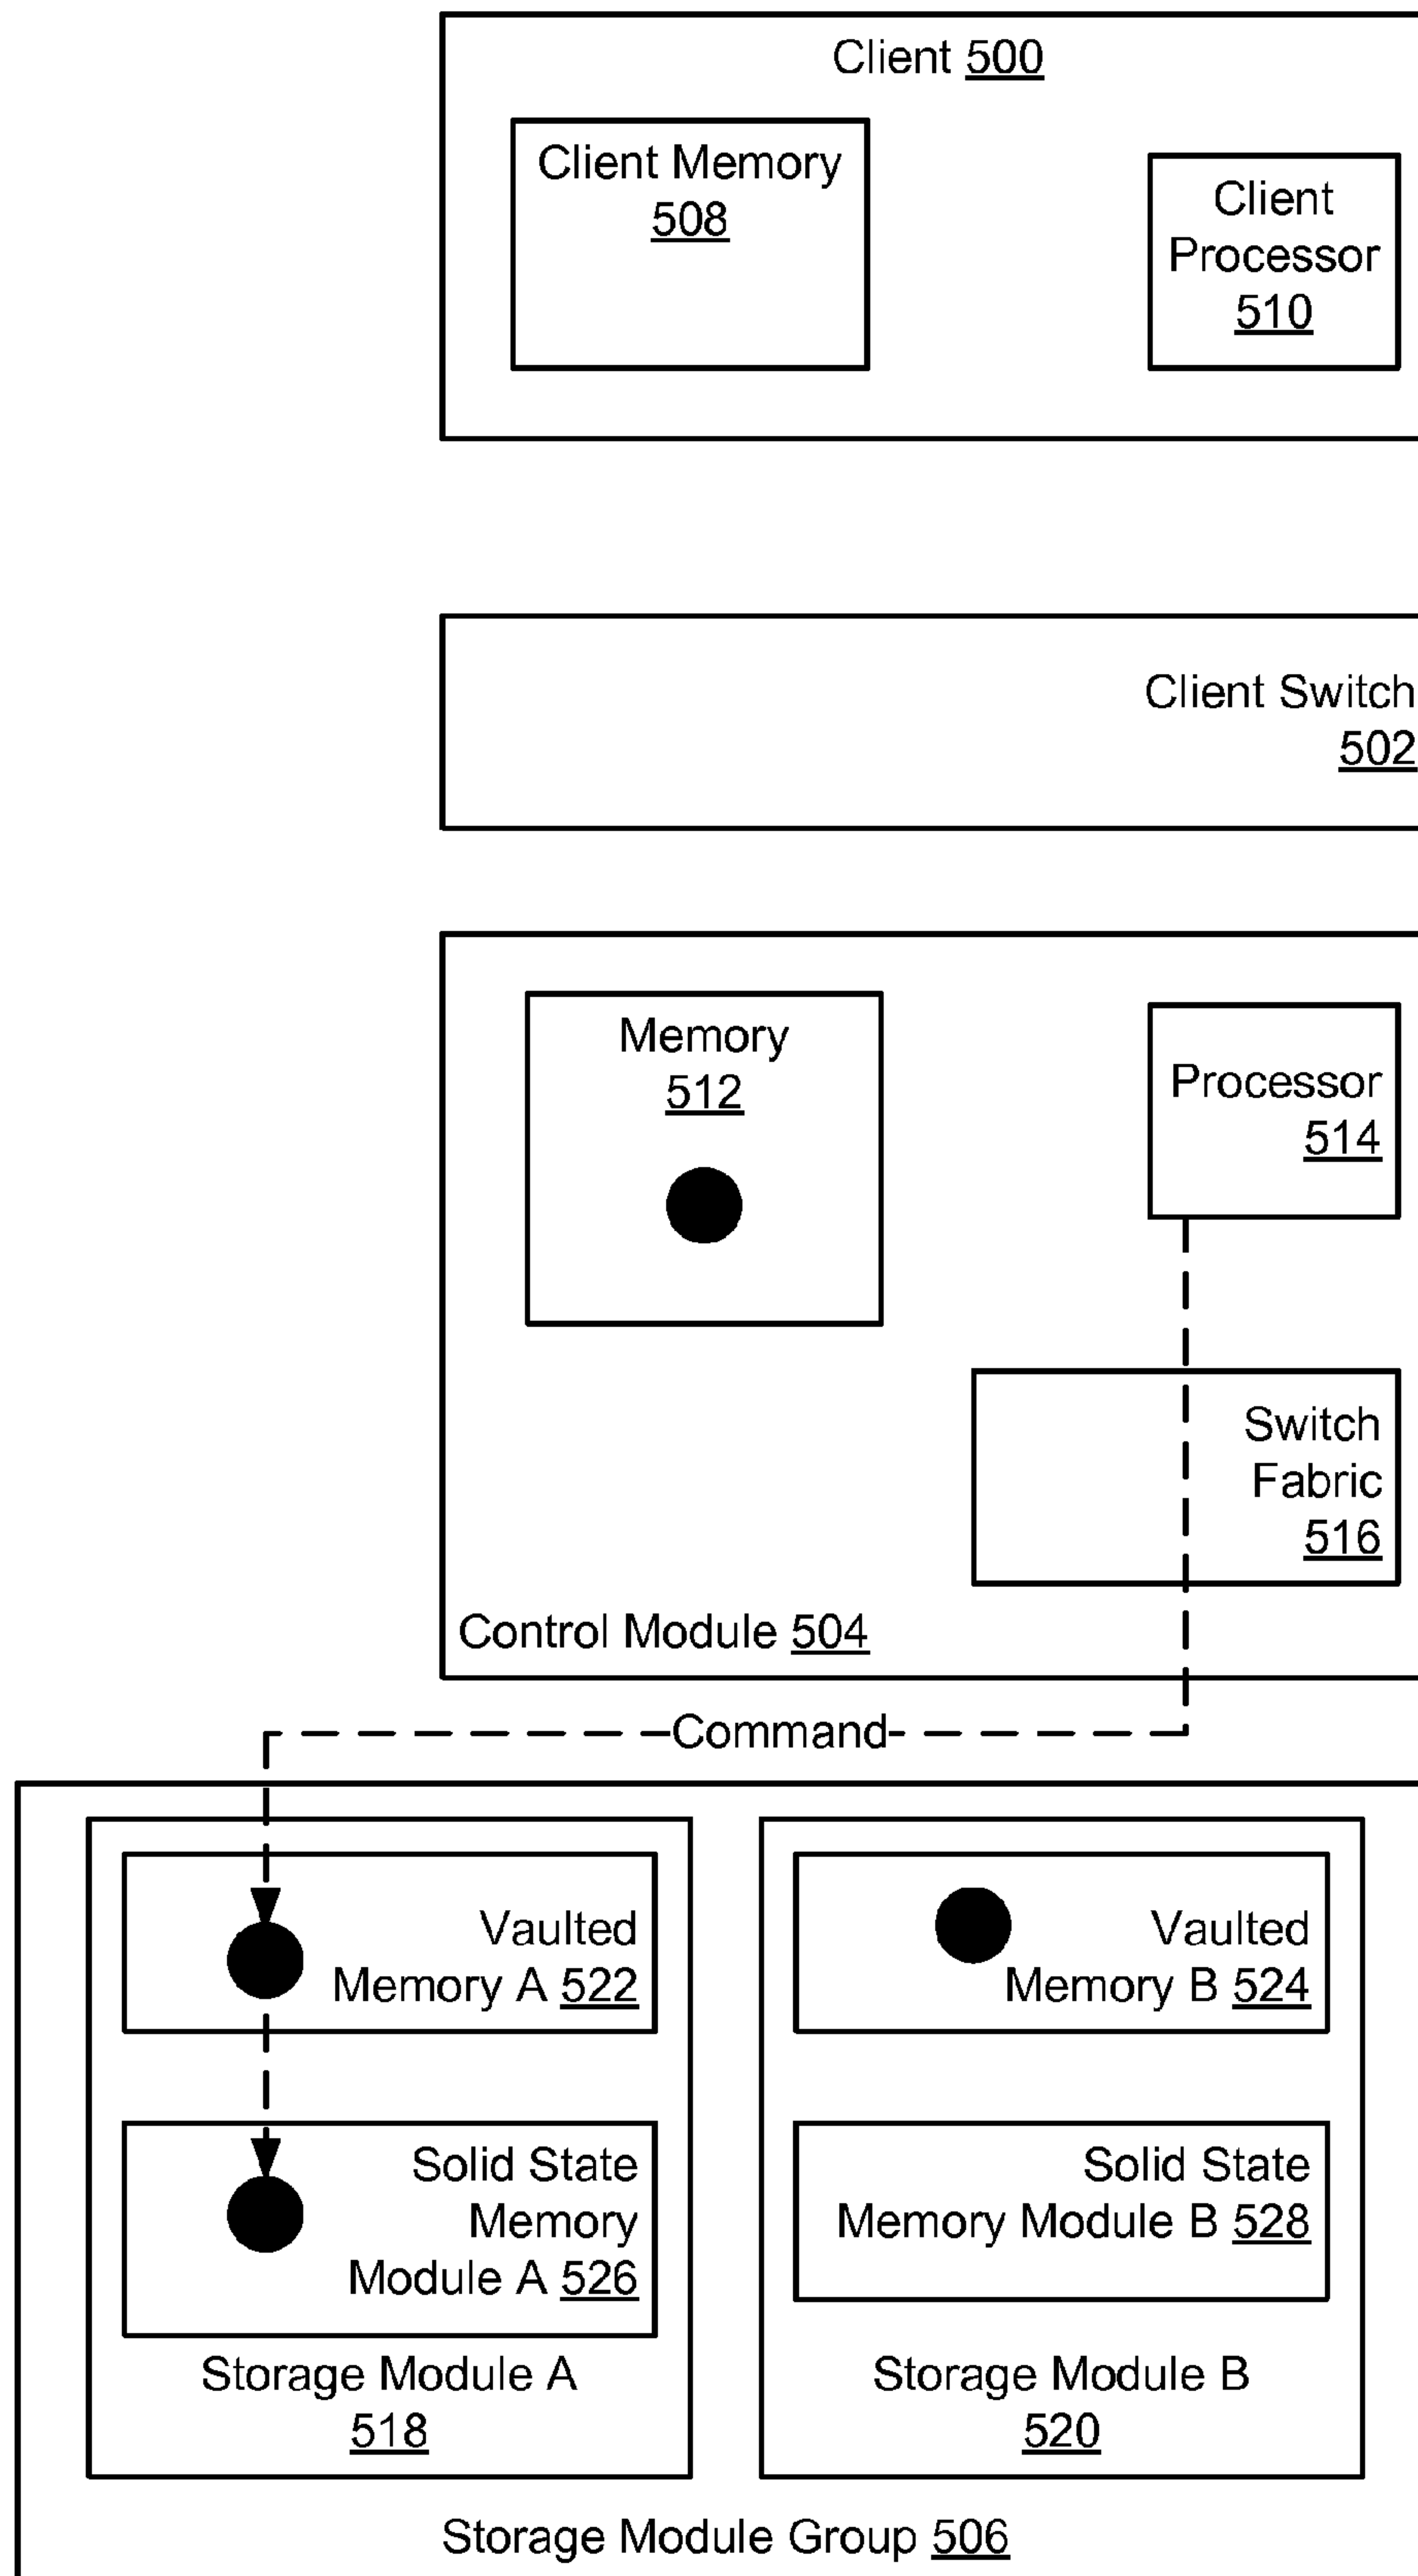 Client 500
Client Memory
508
Client
Processor
510
Client Switch
502
Memory
512
Processor
514
Switch
Fabric
516
Control Module 504
Command
Vaulted
Memory A 522
Vaulted
Memory B 524
Solid State
Memory
Module A 526
Solid State
Memory Module B 528
Storage Module A
518
Storage Module B
520
Storage Module Group 506